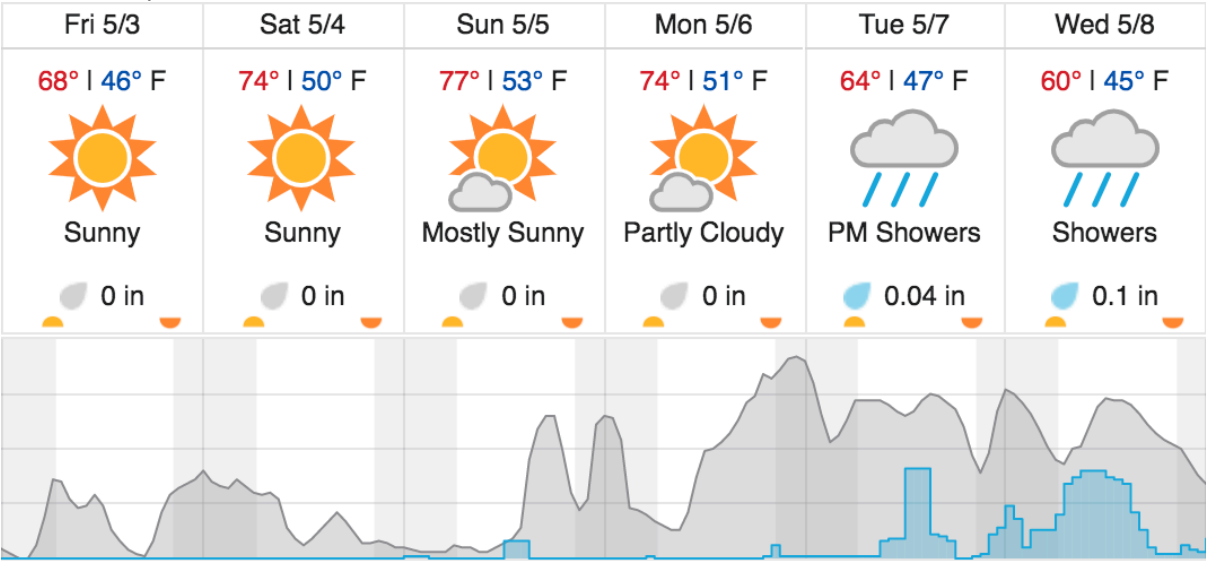 Fri 5/3 Sat 5/4 Sun 5/5 Mon 5/6 Tue 5/7 Wed 5/8
68° | 46° F 74° | 50° F 77° | 53° F 74° | 51° F 64° | 47° F 60° | 45° F
Sunny Sunny Mostly Sunny Partly Cloudy PM Showers Showers
0 in 0 in 0 in 0 in 0.04 in 0.1 in